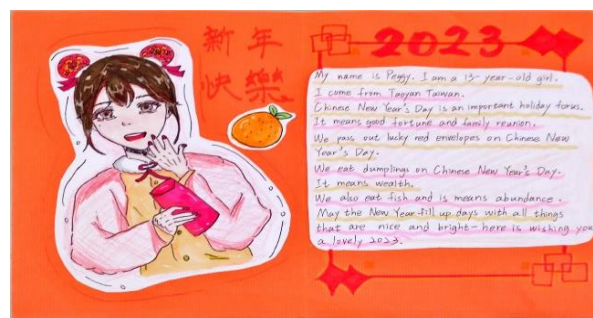 新年
快樂
2023
My name is Peggy. I am a 13-year-old girl.
I come from Taoyan Taiwan.
Chinese New Year's Day is an important holiday forus.
It means good fortune and family reunion.
We pass out lucky red envelopes on Chinese New
Year's Day.
We eat dumplings on Chinese New Year's Day.
It means wealth.
We also eat fish and is means abundance.
May the New Year fill up days with all things
that are nice and bright-here is wishing you
a lovely 2023.